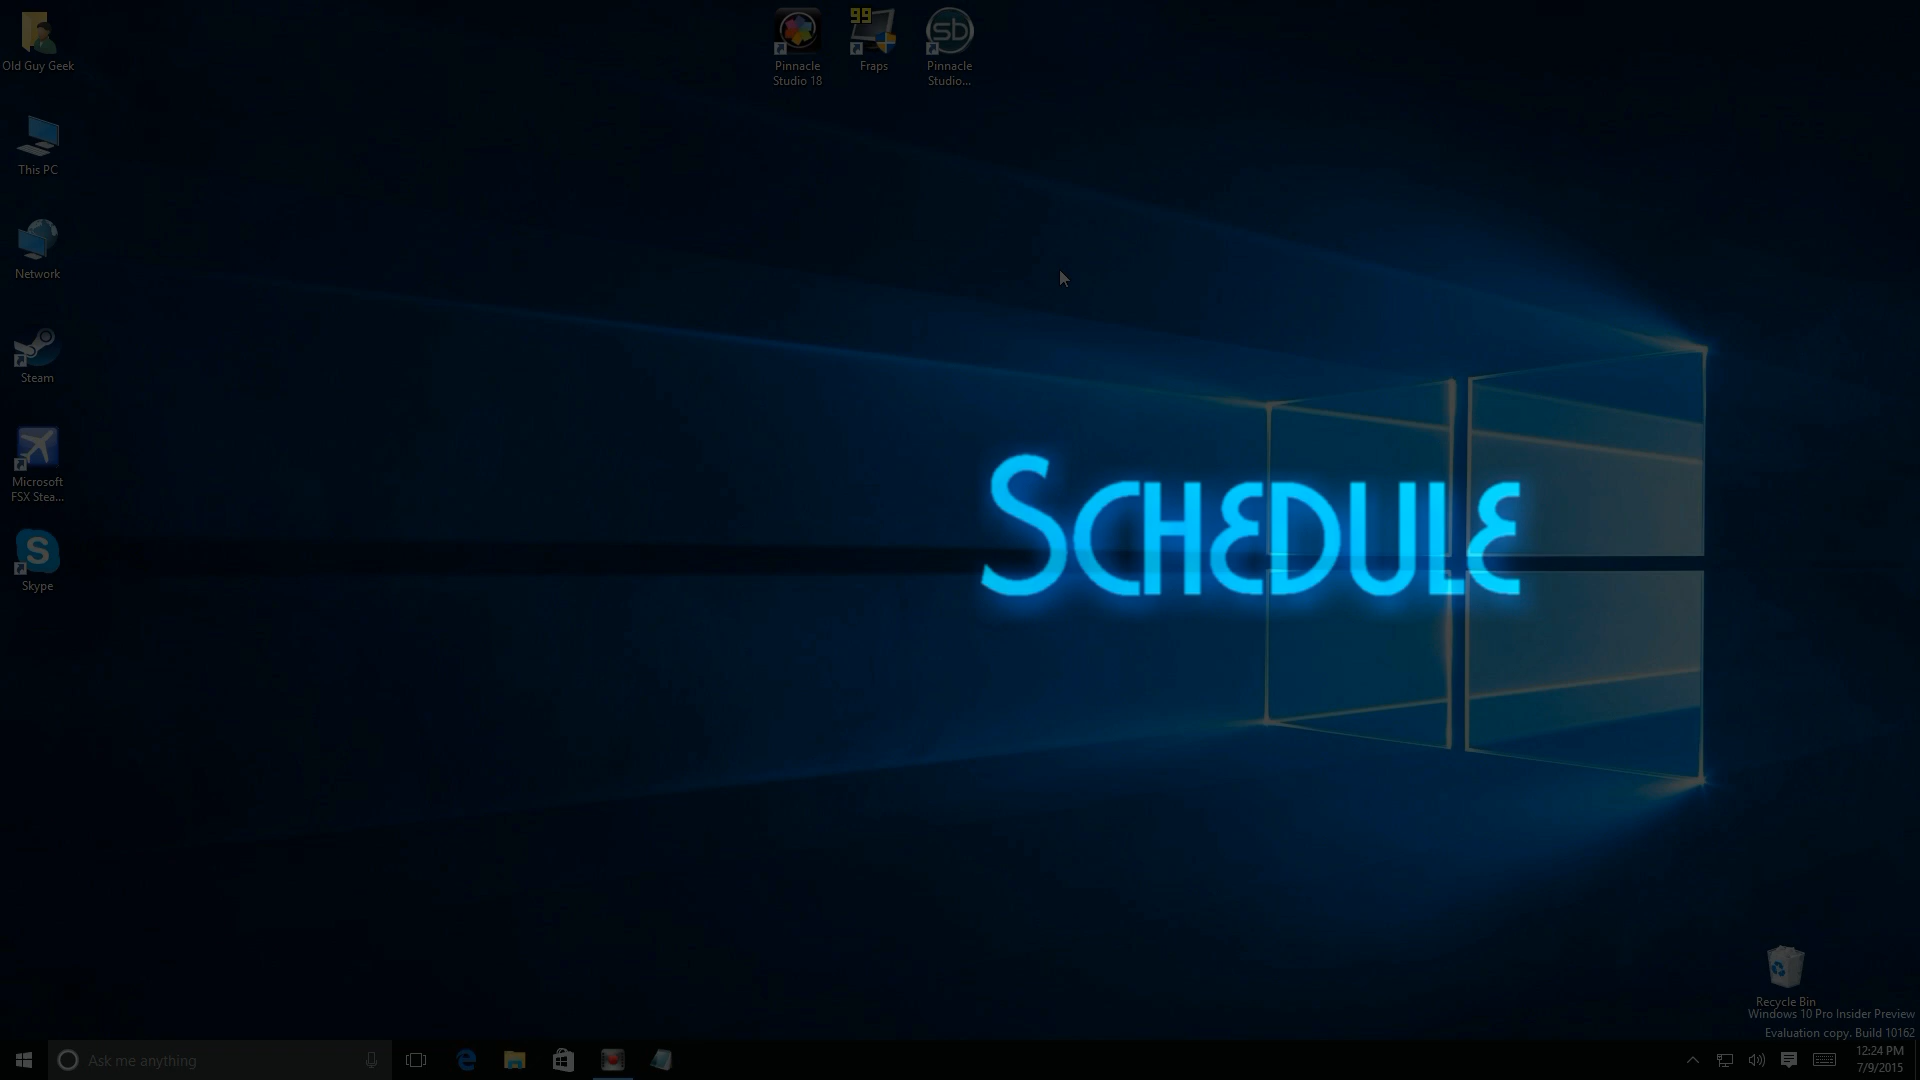 Old Guy Geek
This PC
Network
Steam
Microsoft
FSX Stea...
S
Skype
Pinnacle
Studio 18
99
Fraps
sb
Pinnacle
Studio...
SCHEDULE
Recycle Bin
Windows 10 Pro Insider Preview
Evaluation copy. Build 10162
Ask me anything
12:24 PM
7/9/2015